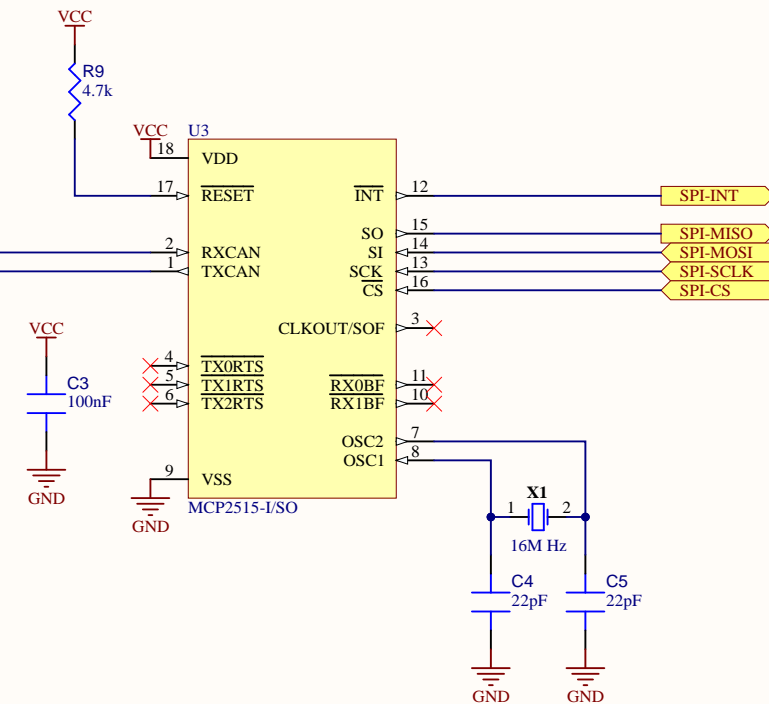 VCC
R9
4.7k
VCC
U3
18
VDD
17
RESET
INT
12
SPI-INT
SO
15
SPI-MISO
2
RXCAN
SI
14
SPI-MOSI
1
TXCAN
SCK
13
SPI-SCLK
CS
16
SPI-CS
CLKOUT/SOF
3
VCC
C3
100nF
GND
4
TX0RTS
5
TX1RTS
RX0BF
11
6
TX2RTS
RX1BF
10
OSC2
7
OSC1
8
9
VSS
GND
MCP2515-I/SO
X1
1
2
16M Hz
C4
22pF
C5
22pF
GND
GND